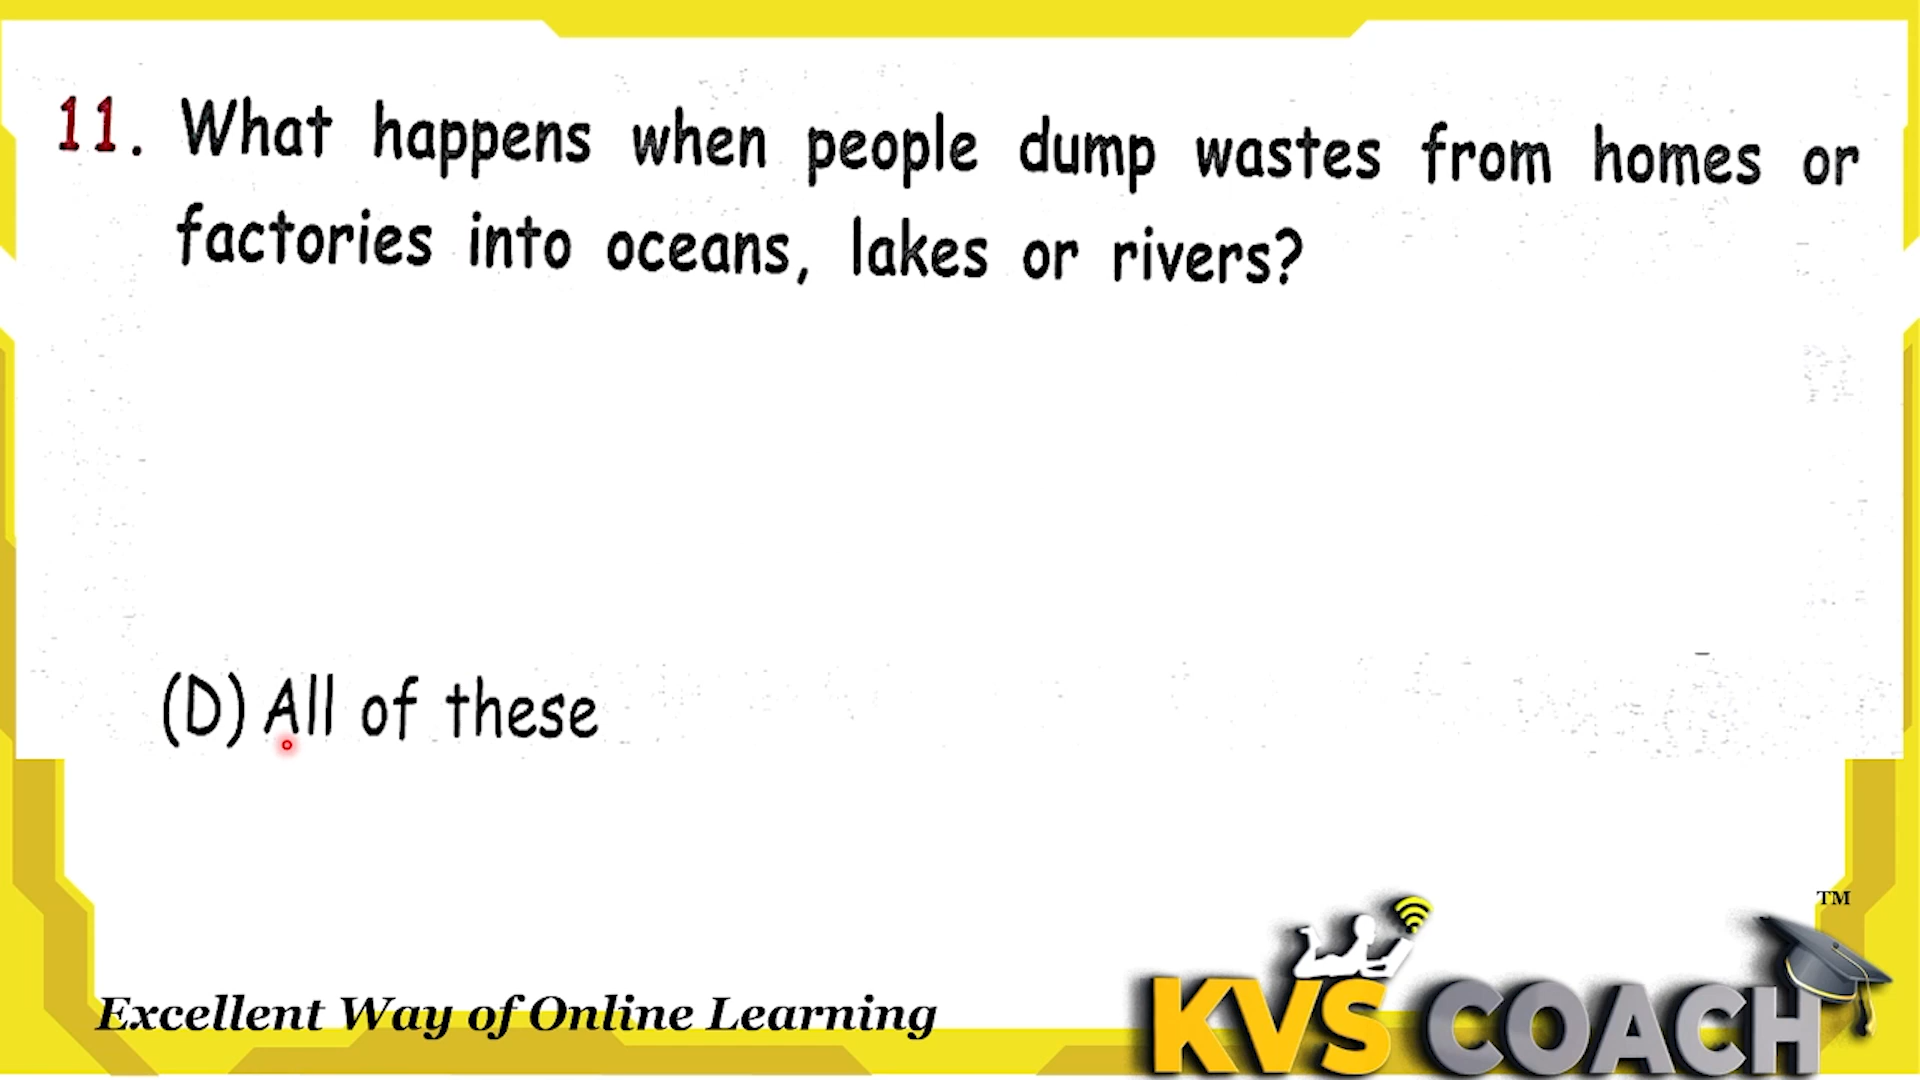 11. What happens when people dump wastes from homes or
factories into oceans, lakes or rivers?
(D) All of these
TM
Excellent Way of Online Learning
KVS COACH